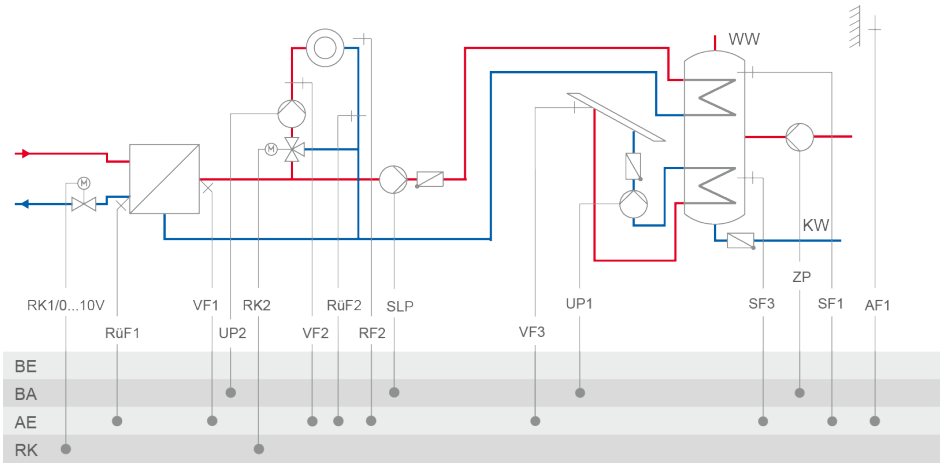 WW
M
M
KW
RK1/0...10V
VF1
RK2
RüF2
SLP
UP1
SF3
ZP
SF1
AF1
RüF1
UP2
VF2
RF2
VF3
BE
BA
AE
RK